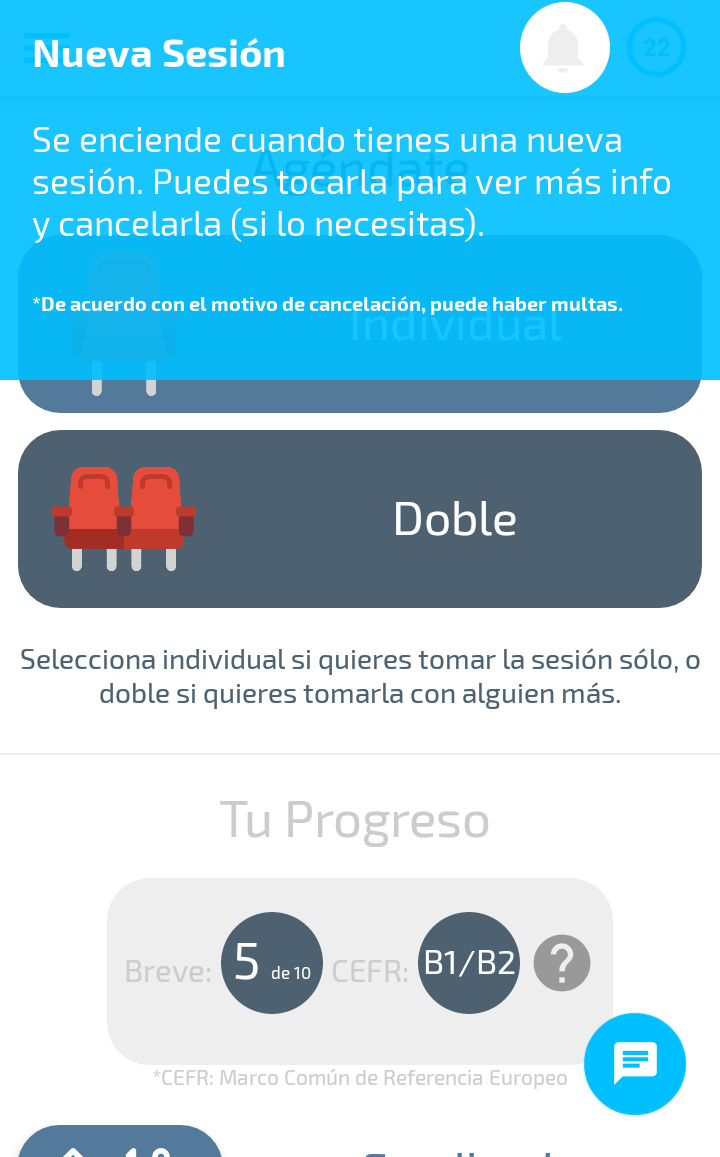 Nueva Sesión
22
Agéndate
Se enciende cuando tienes una nueva
sesión. Puedes tocarla para ver más info
y cancelarla (si lo necesitas).
*De acuerdo con el motivo de cancelación, puede haber multas.
Individual
Doble
Selecciona individual si quieres tomar la sesión sólo, o
doble si quieres tomarla con alguien más.
Tu Progreso
Breve: 5 de 10 CEFR: B1/B2 ?
*CEFR: Marco Común de Referencia Europeo